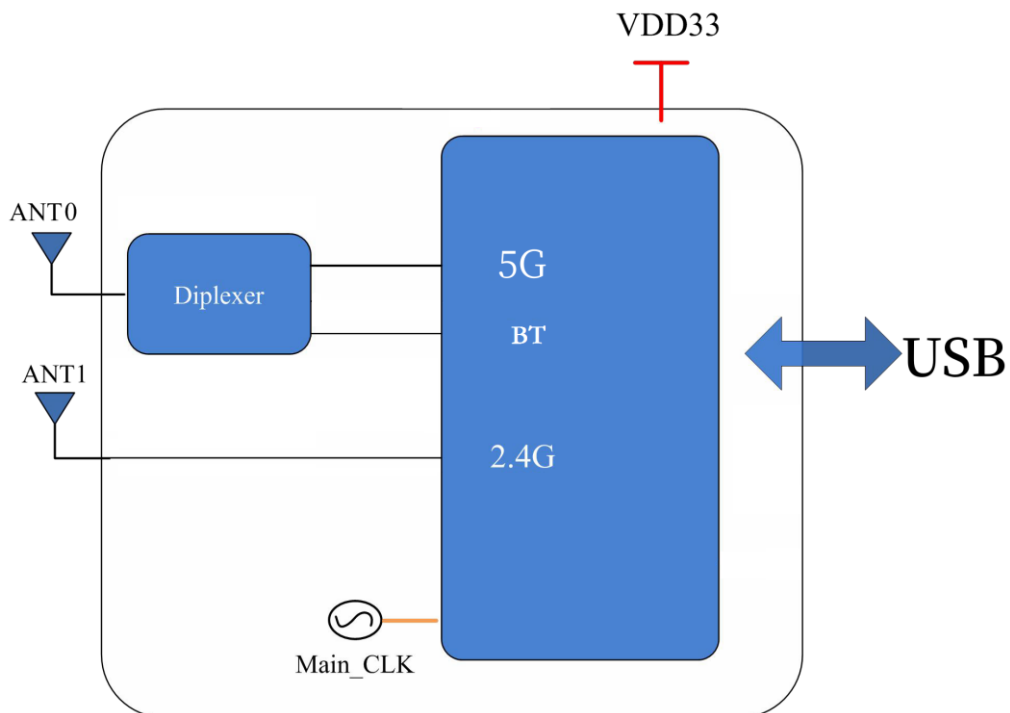 VDD33
ANT0
Diplexer
5G
BT
ANT1
2.4G
USB
Main_CLK